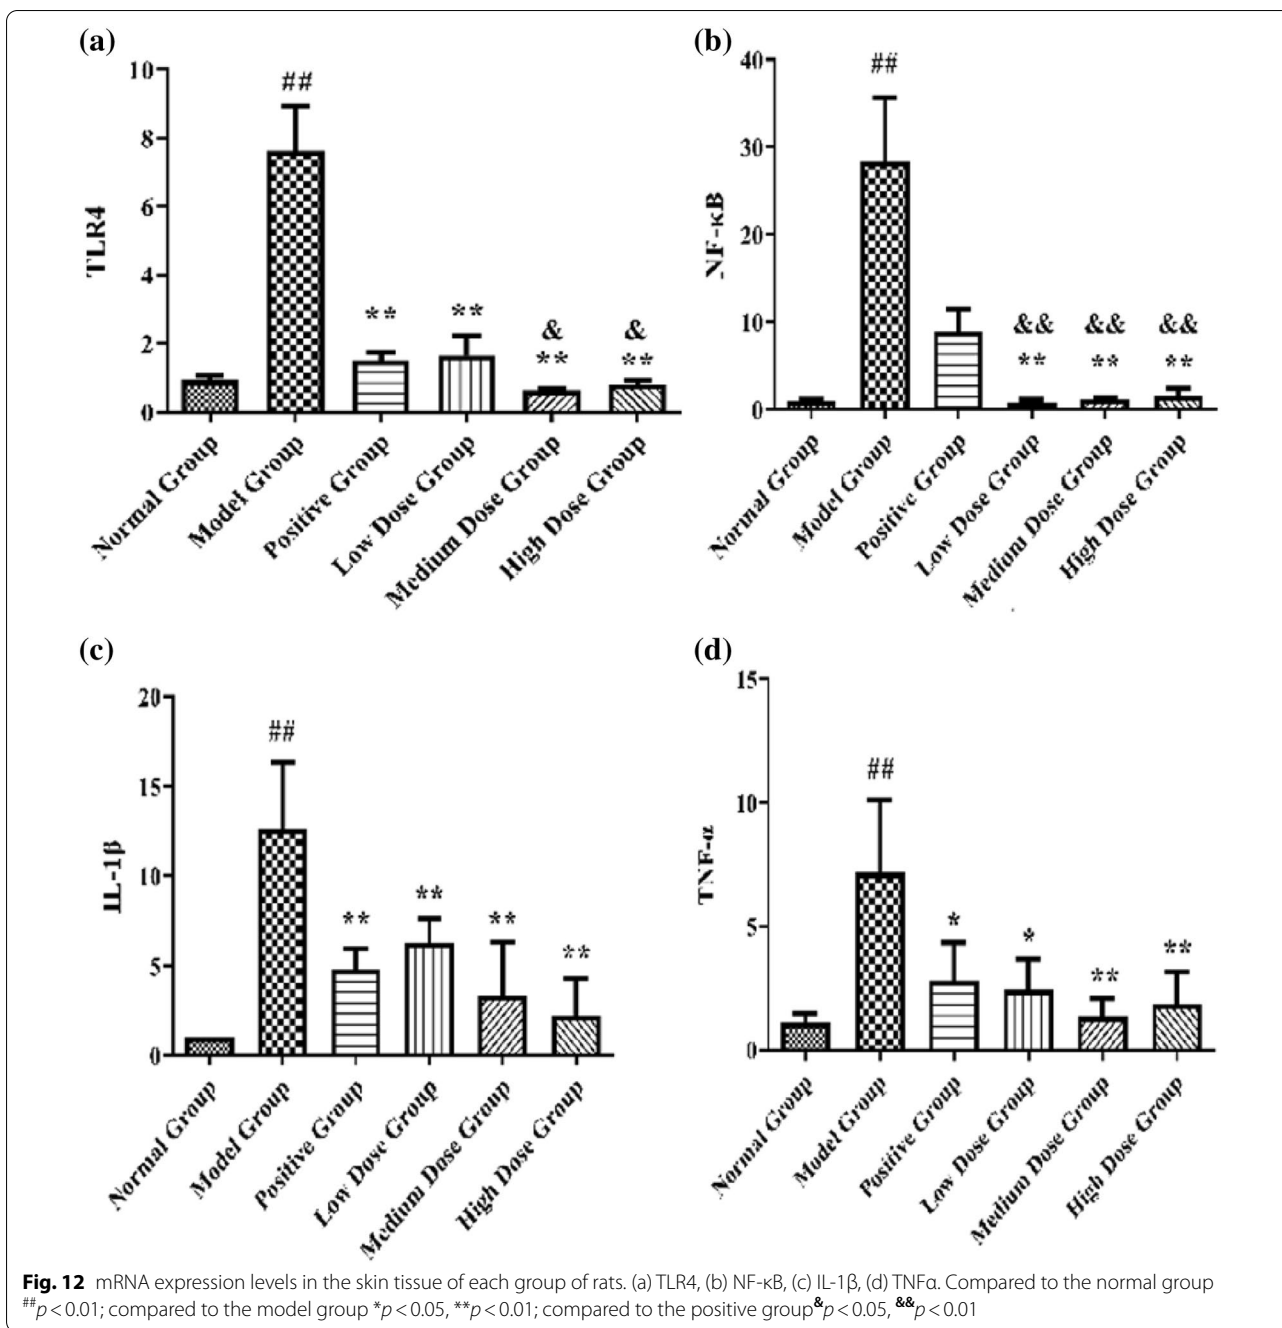 (a)
10
8
6
4
2
0
TLR4
##
**
**
&
**
&
**
Normal Group
Model Group
Positive Group
Low Dose Group
Medium Dose Group
High Dose Group
(b)
40
30
20
10
0
NF-κB
##
&&
**
&&
**
&&
**
Normal Group
Model Group
Positive Group
Low Dose Group
Medium Dose Group
High Dose Group
(c)
20
15
10
5
0
IL-1β
##
**
**
**
**
Normal Group
Model Group
Positive Group
Low Dose Group
Medium Dose Group
High Dose Group
(d)
15
10
5
0
TNF-α
##
*
*
**
**
Normal Group
Model Group
Positive Group
Low Dose Group
Medium Dose Group
High Dose Group
Fig. 12 mRNA expression levels in the skin tissue of each group of rats. (a) TLR4, (b) NF-κB, (c) IL-1β, (d) TNFα. Compared to the normal group
##p < 0.01; compared to the model group *p < 0.05, **p < 0.01; compared to the positive group&p < 0.05, &&p < 0.01